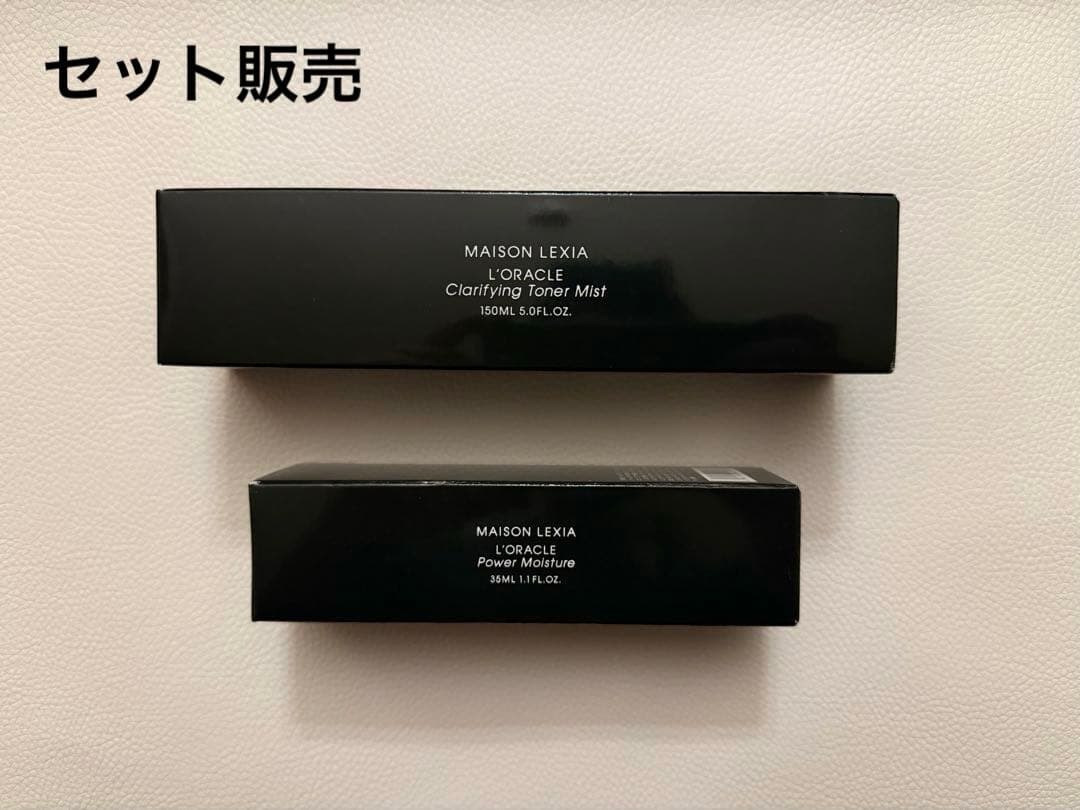 セット販売
MAISON LEXIA
L'ORACLE
Clarifying Toner Mist
150ML 5.0FL.OZ.
MAISON LEXIA
L'ORACLE
Power Moisture
35ML 1.1FL.OZ.